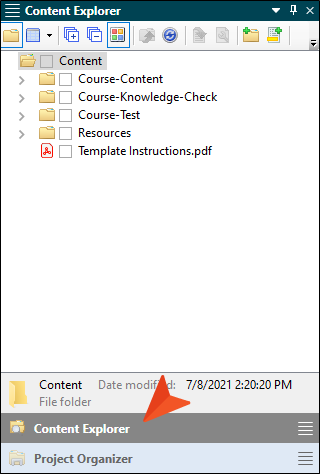 Content Explorer
Content
Course-Content
Course-Knowledge-Check
Course-Test
Resources
Template Instructions.pdf
Content Date modified: 7/8/2021 2:20:20 PM
File folder
Content Explorer
Project Organizer